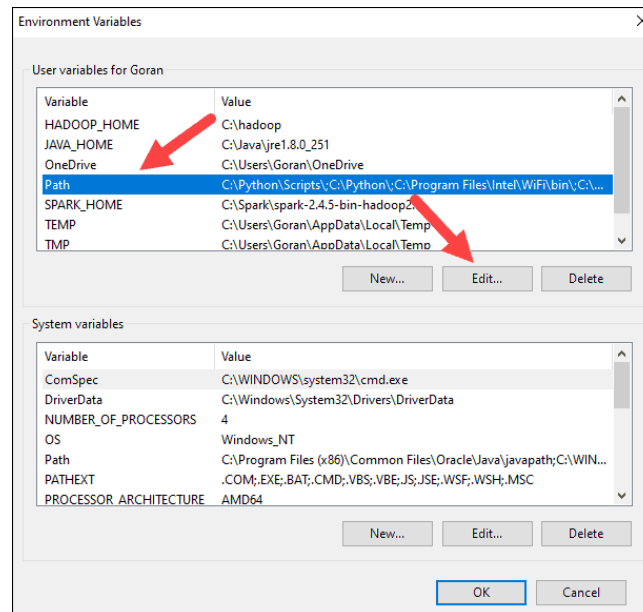 Environment Variables
User variables for Goran
Variable Value
HADOOP_HOME C:\hadoop
JAVA_HOME C:\Java\jre1.8.0_251
OneDrive C:\Users\Goran\OneDrive
Path C:\Python\Scripts\;C:\Python\;C:\Program Files\Intel\WiFi\bin\;C:\...
SPARK_HOME C:\Spark\spark-2.4.5-bin-hadoop2.
TEMP C:\Users\Goran\AppData\Local\Temp
TMP C:\Users\Goran\AppData\Local\Temp
New... Edit... Delete
System variables
Variable Value
ComSpec C:\WINDOWS\system32\cmd.exe
DriverData C:\Windows\System32\Drivers\DriverData
NUMBER_OF_PROCESSORS 4
OS Windows_NT
Path C:\Program Files (x86)\Common Files\Oracle\Java\javapath;C:\WIN...
PATHEXT .COM;.EXE;.BAT;.CMD;.VBS;.VBE;.JS;.JSE;.WSF;.WSH;.MSC
PROCESSOR_ARCHITECTURE AMD64
New... Edit... Delete
OK Cancel